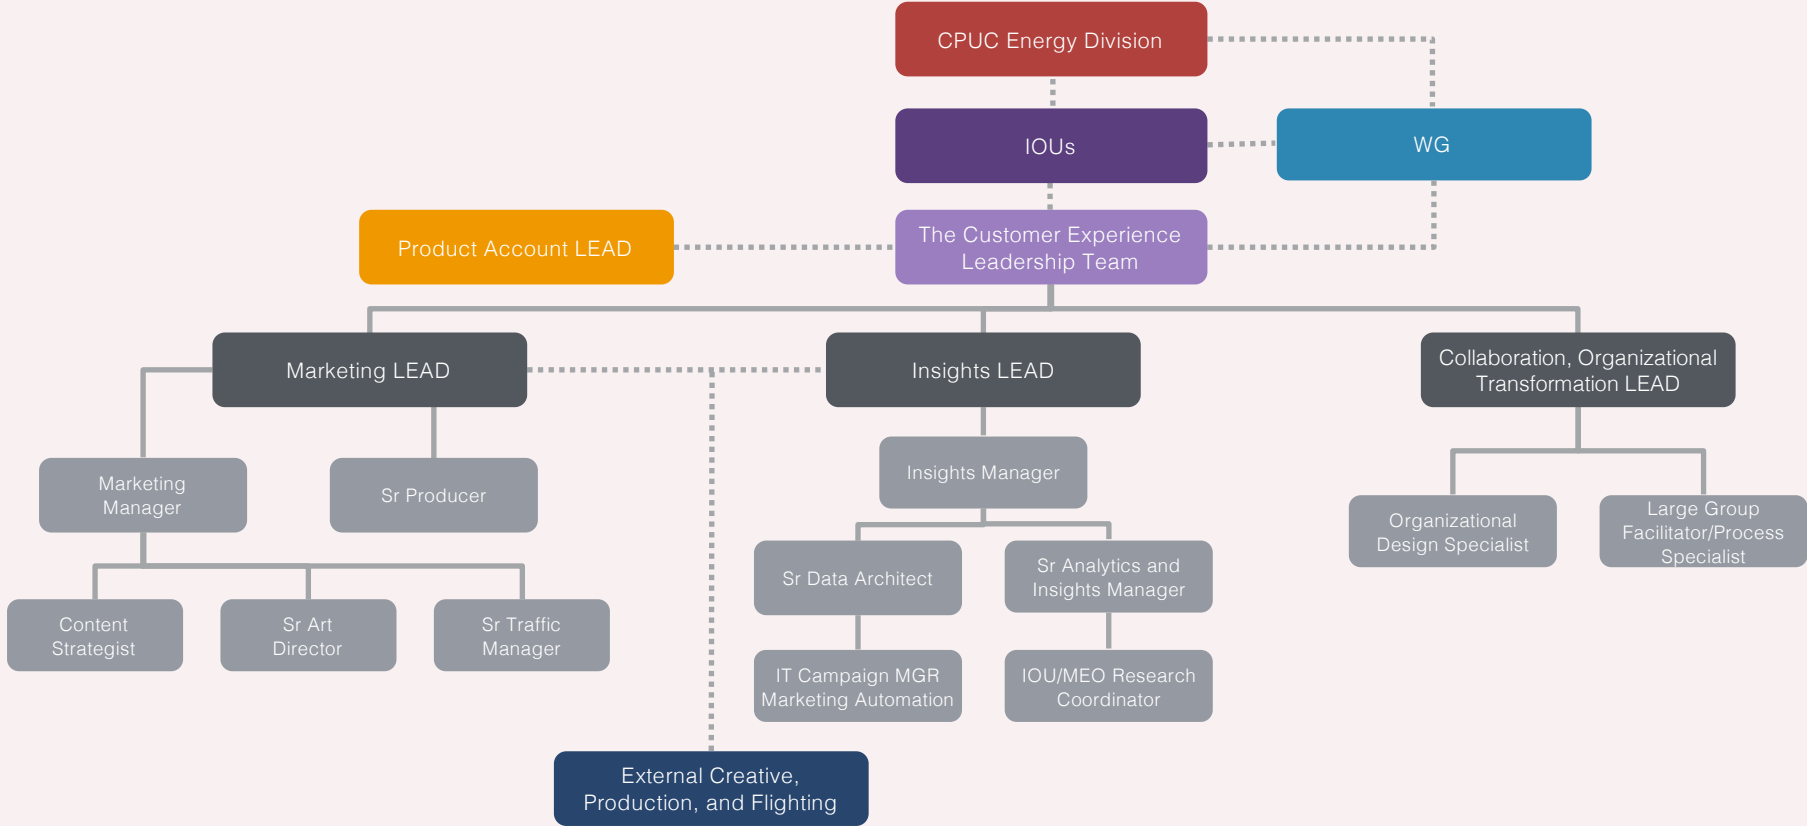 CPUC Energy Division
IOUs
WG
Product Account LEAD
The Customer Experience
Leadership Team
Marketing LEAD
Insights LEAD
Collaboration, Organizational
Transformation LEAD
Marketing
Manager
Sr Producer
Insights Manager
Organizational
Design Specialist
Large Group
Facilitator/Process
Specialist
Sr Data Architect
Sr Analytics and
Insights Manager
Content
Strategist
Sr Art
Director
Sr Traffic
Manager
IT Campaign MGR
Marketing Automation
IOU/MEO Research
Coordinator
External Creative,
Production, and Flighting